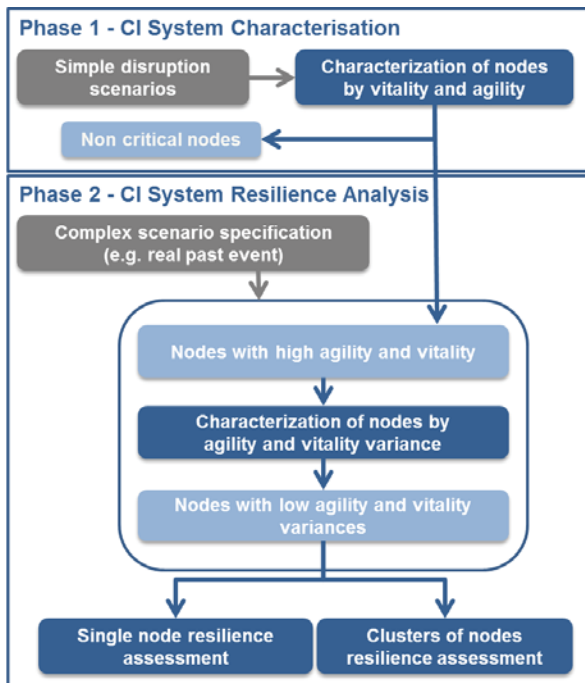 Phase 1 - CI System Characterisation
Simple disruption
scenarios
Characterization of nodes
by vitality and agility
Non critical nodes
Phase 2 - CI System Resilience Analysis
Complex scenario specification
(e.g. real past event)
Nodes with high agility and vitality
Characterization of nodes by
agility and vitality variance
Nodes with low agility and vitality
variances
Single node resilience
assessment
Clusters of nodes
resilience assessment